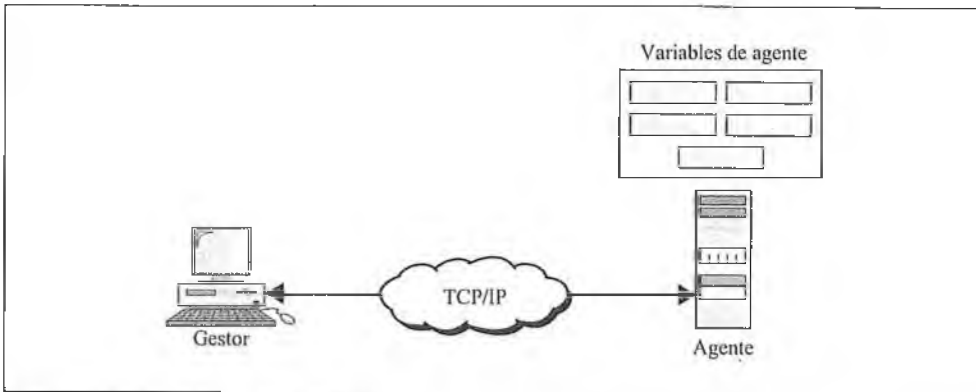 Variables de agente
TCP/IP
Gestor
Agente